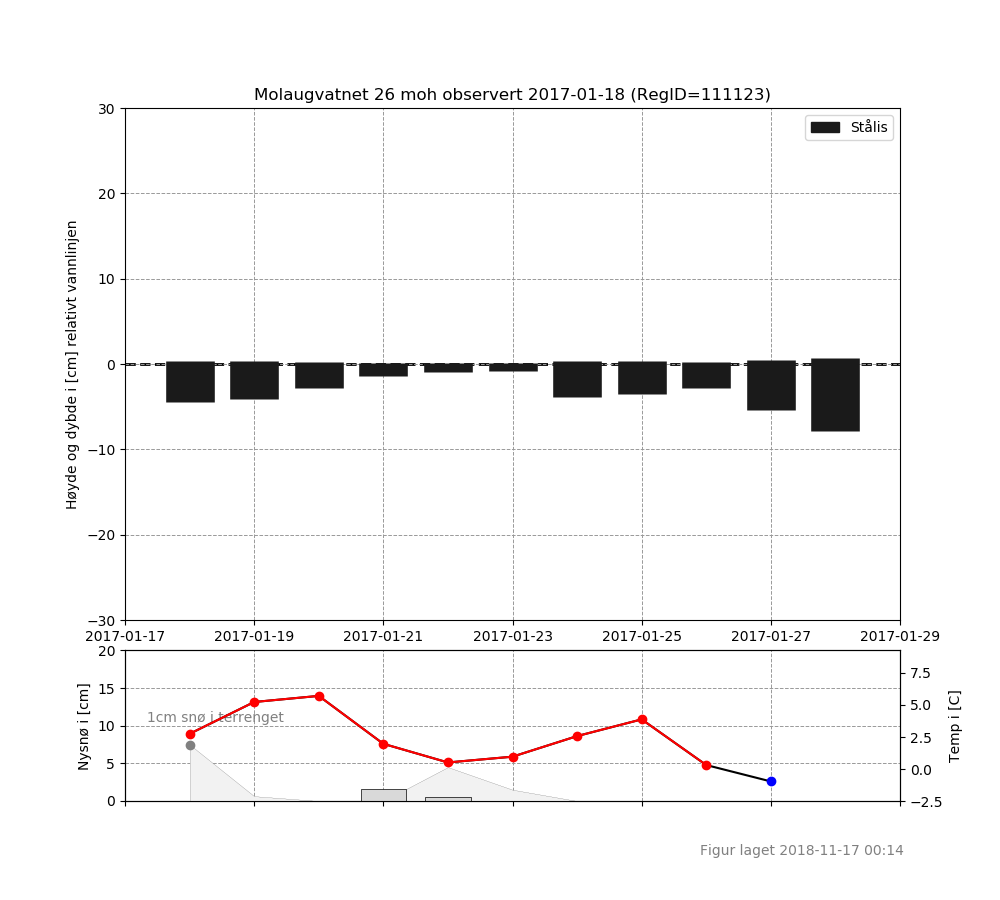 Molaugvatnet 26 moh observert 2017-01-18 (RegID=111123)
Stålis
Høyde og dybde i [cm] relativt vannlinjen
30
20
10
0
−10
−20
−30
2017-01-17 2017-01-19 2017-01-21 2017-01-23 2017-01-25 2017-01-27 2017-01-29
Nysnø i [cm]
20
15
10
5
0
1cm snø i terrenget
7.5
5.0
2.5
0.0
−2.5
Temp i [C]
Figur laget 2018-11-17 00:14